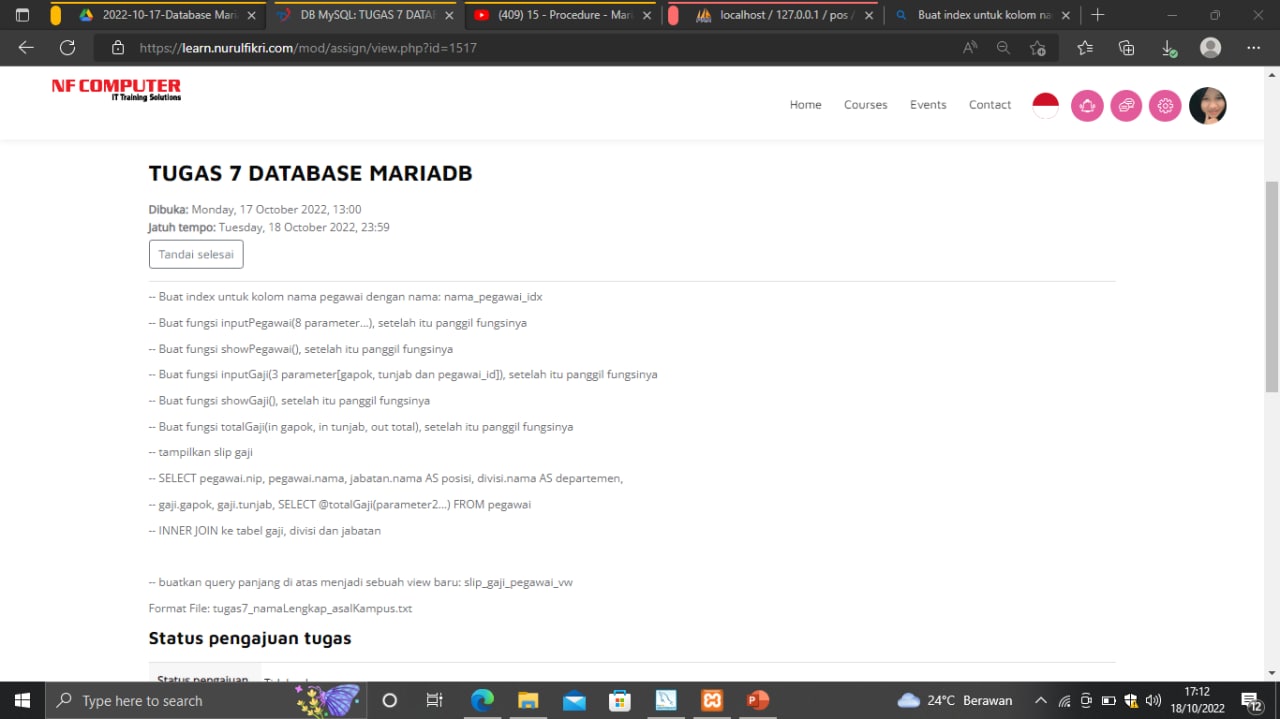 2022-10-17-Database Mari
DB MySQL: TUGAS 7 DATAE
(409) 15 - Procedure - Mari
localhost / 127.0.0.1 / pos /
Buat index untuk kolom na
https://learn.nurulfikri.com/mod/assign/view.php?id=1517
NF COMPUTER
IT Training Solutions
Home Courses Events Contact
TUGAS 7 DATABASE MARIADB
Dibuka: Monday, 17 October 2022, 13:00
Jatuh tempo: Tuesday, 18 October 2022, 23:59
Tandai selesai
-- Buat index untuk kolom nama pegawai dengan nama: nama_pegawai_idx
-- Buat fungsi inputPegawai(8 parameter...), setelah itu panggil fungsinya
-- Buat fungsi showPegawai(), setelah itu panggil fungsinya
-- Buat fungsi inputGaji(3 parameter[gapok, tunjab dan pegawai_id]), setelah itu panggil fungsinya
-- Buat fungsi showGaji(), setelah itu panggil fungsinya
-- Buat fungsi totalGaji(in gapok, in tunjab, out total), setelah itu panggil fungsinya
-- tampilkan slip gaji
-- SELECT pegawai.nip, pegawai.nama, jabatan.nama AS posisi, divisi.nama AS departemen,
-- gaji.gapok, gaji.tunjab, SELECT @totalGaji(parameter2...) FROM pegawai
-- INNER JOIN ke tabel gaji, divisi dan jabatan
-- buatkan query panjang di atas menjadi sebuah view baru: slip_gaji_pegawai_vw
Format File: tugas7_namaLengkap_asalKampus.txt
Status pengajuan tugas
Status pengajuan
Type here to search
24°C Berawan
17:12
18/10/2022
12